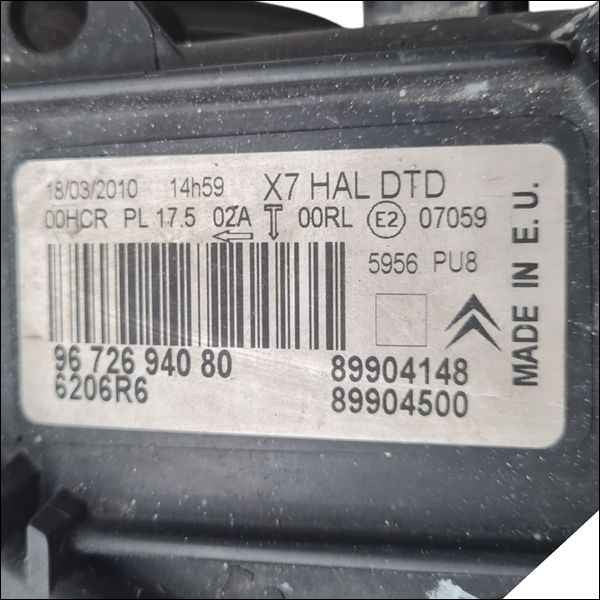 18/03/2010 14h59 X7 HAL DTD
00HCR PL 17.5 02A 00RL E2 07059
5956 PU8
96 726 940 80 89904148
6206R6 89904500
MADE IN E.U.